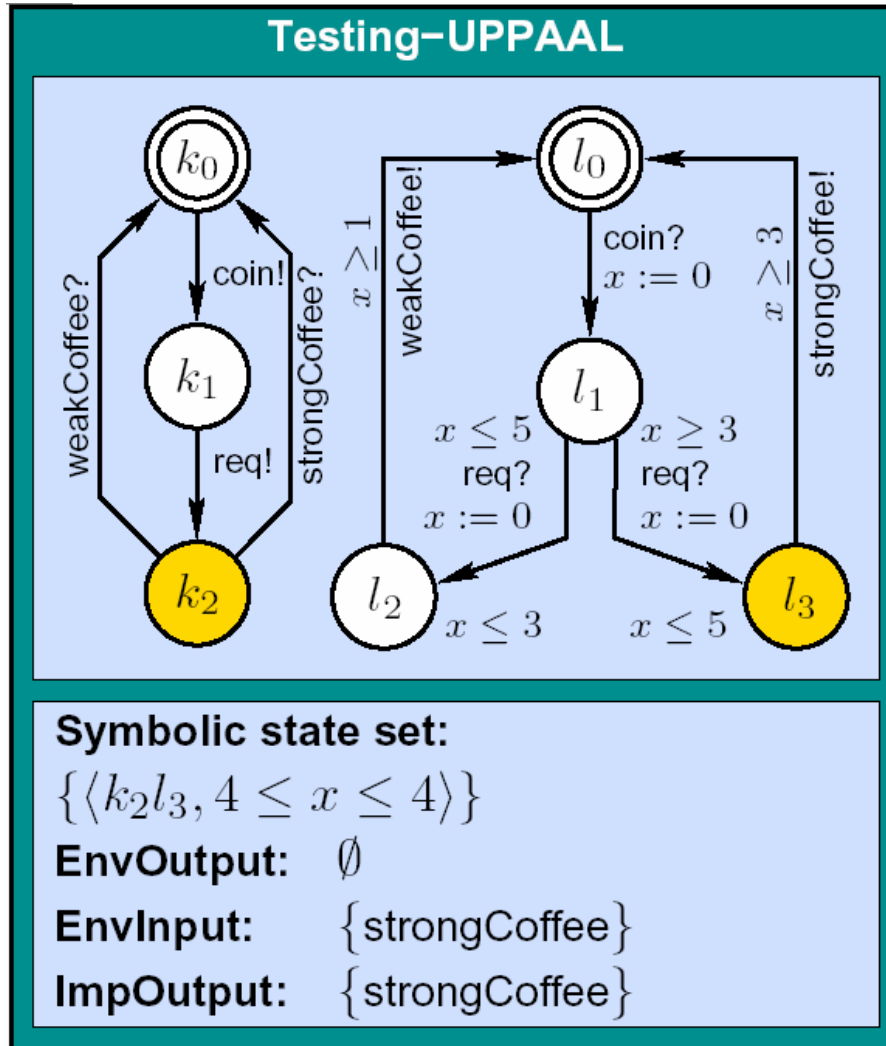 Testing–UPPAAL
k₀
coin!
k₁
req!
k₂
weakCoffee?
strongCoffee?
l₀
coin?
x := 0
l₁
x ≤ 5
req?
x := 0
x ≥ 3
req?
x := 0
l₂
x ≤ 3
l₃
x ≤ 5
x ≥ 1
weakCoffee!
x ≥ 3
strongCoffee!
Symbolic state set:
{⟨k₂l₃, 4 ≤ x ≤ 4⟩}
EnvOutput: ∅
EnvInput: {strongCoffee}
ImpOutput: {strongCoffee}